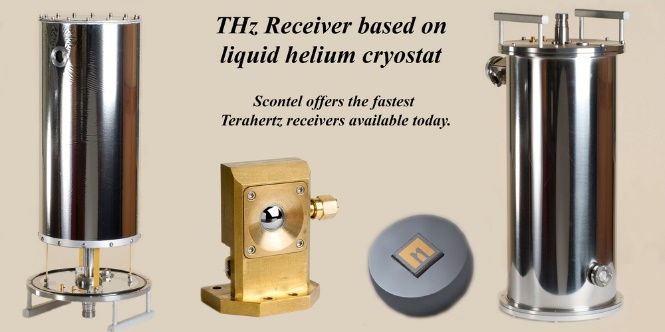 THz Receiver based on
liquid helium cryostat
Scontel offers the fastest
Terahertz receivers available today.